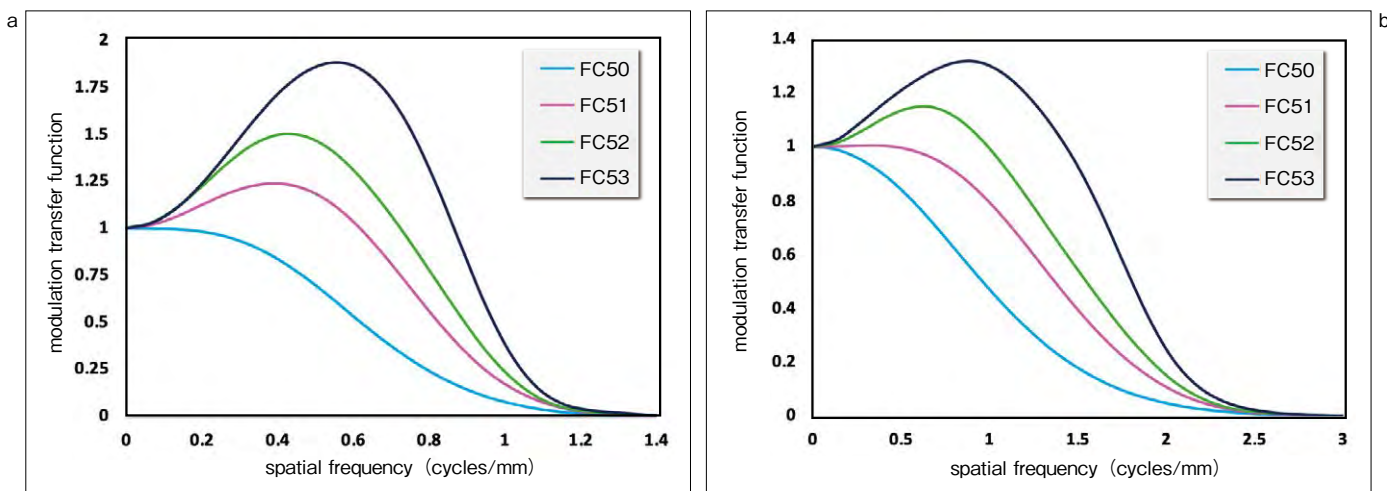 a
2
1.75
1.5
1.25
1
0.75
0.5
0.25
0
modulation transfer function
FC50
FC51
FC52
FC53
0 0.2 0.4 0.6 0.8 1 1.2 1.4
spatial frequency (cycles/mm)
b
1.4
1.2
1
0.8
0.6
0.4
0.2
0
modulation transfer function
FC50
FC51
FC52
FC53
0 0.5 1 1.5 2 2.5 3
spatial frequency (cycles/mm)